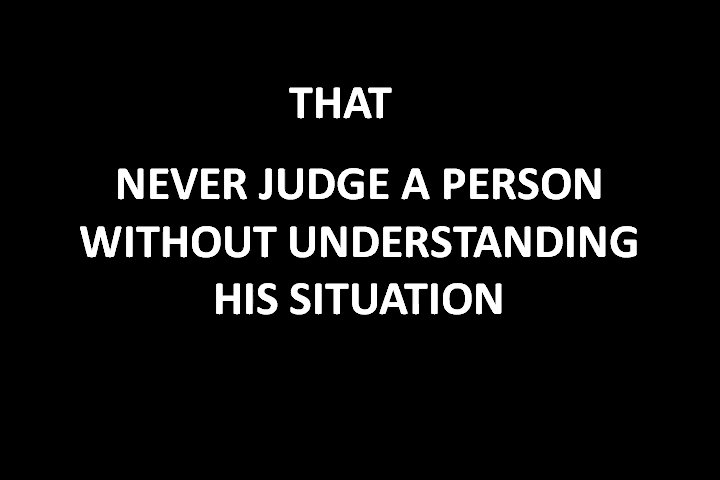 THAT
NEVER JUDGE A PERSON
WITHOUT UNDERSTANDING
HIS SITUATION